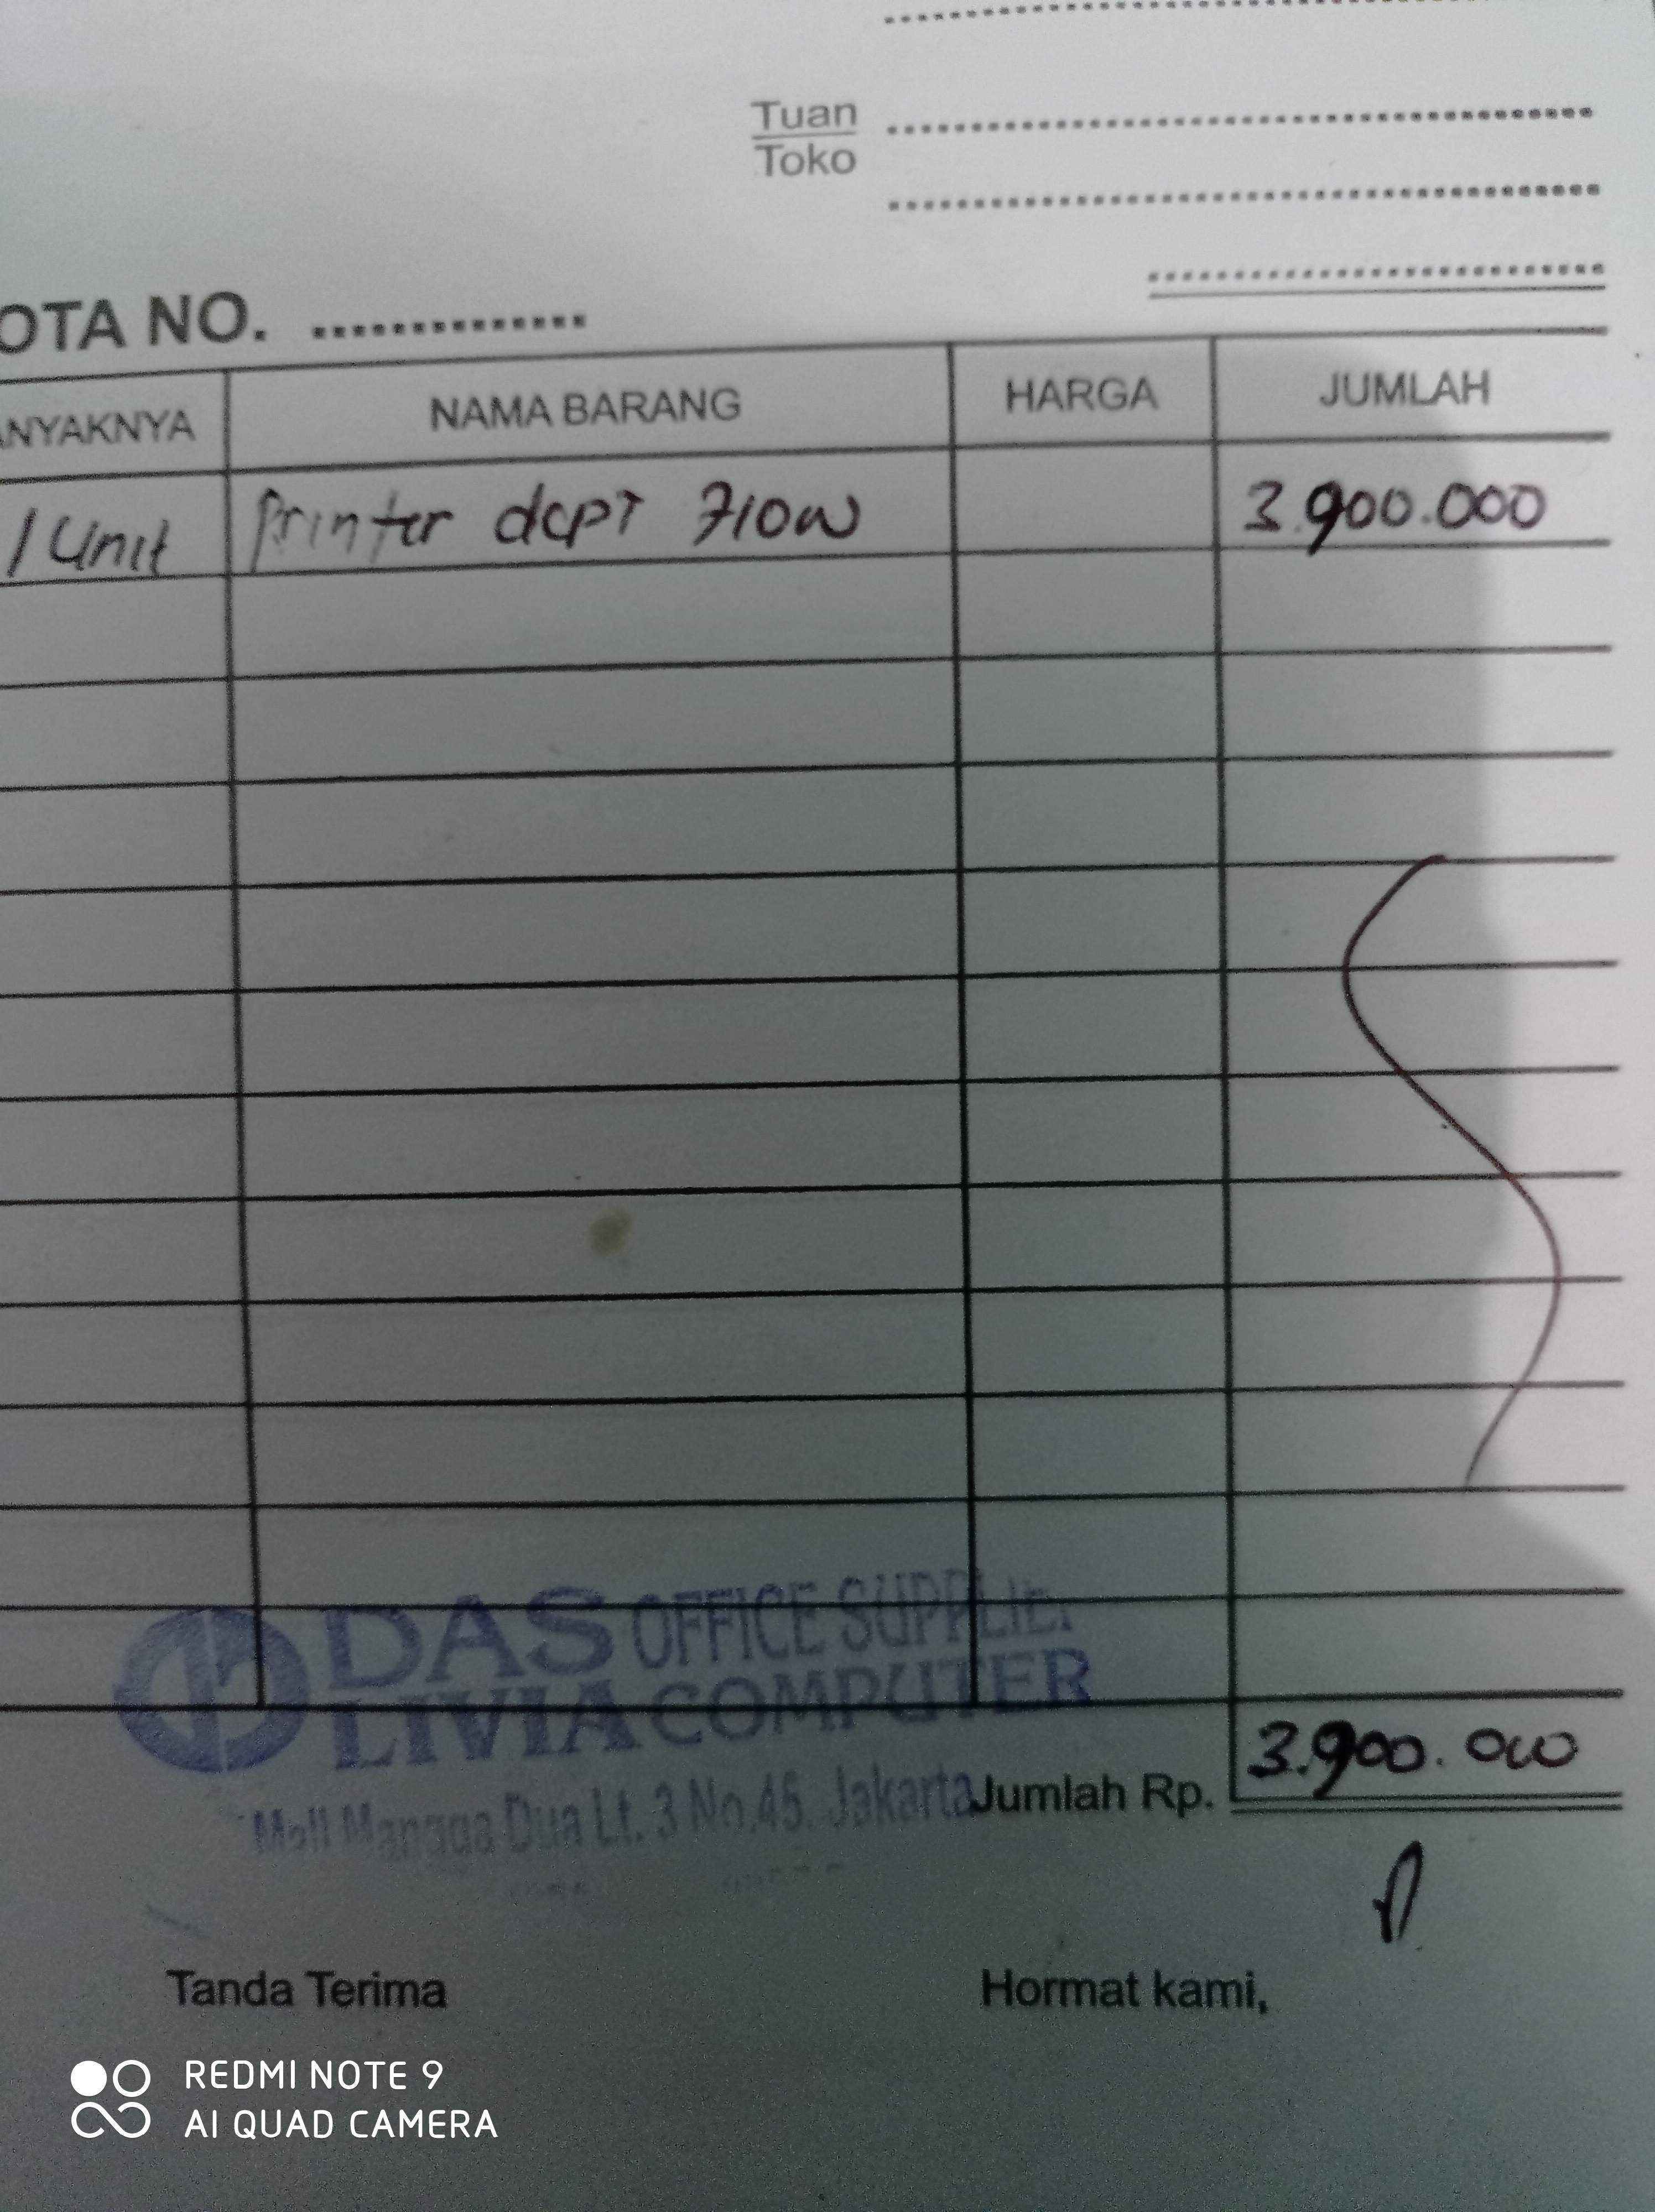 Tuan
Toko
OTA NO.
ANYAKNYA NAMA BARANG HARGA JUMLAH
1 Unit Printer dcpt 710w 3.900.000
DAS OFFICE SUPPLIE
LIVIA COMPUTER
Mall Mangga Dua Lt. 3 No.45. Jakarta
Jumlah Rp. 3.900.000
Tanda Terima Hormat kami,
REDMI NOTE 9
AI QUAD CAMERA